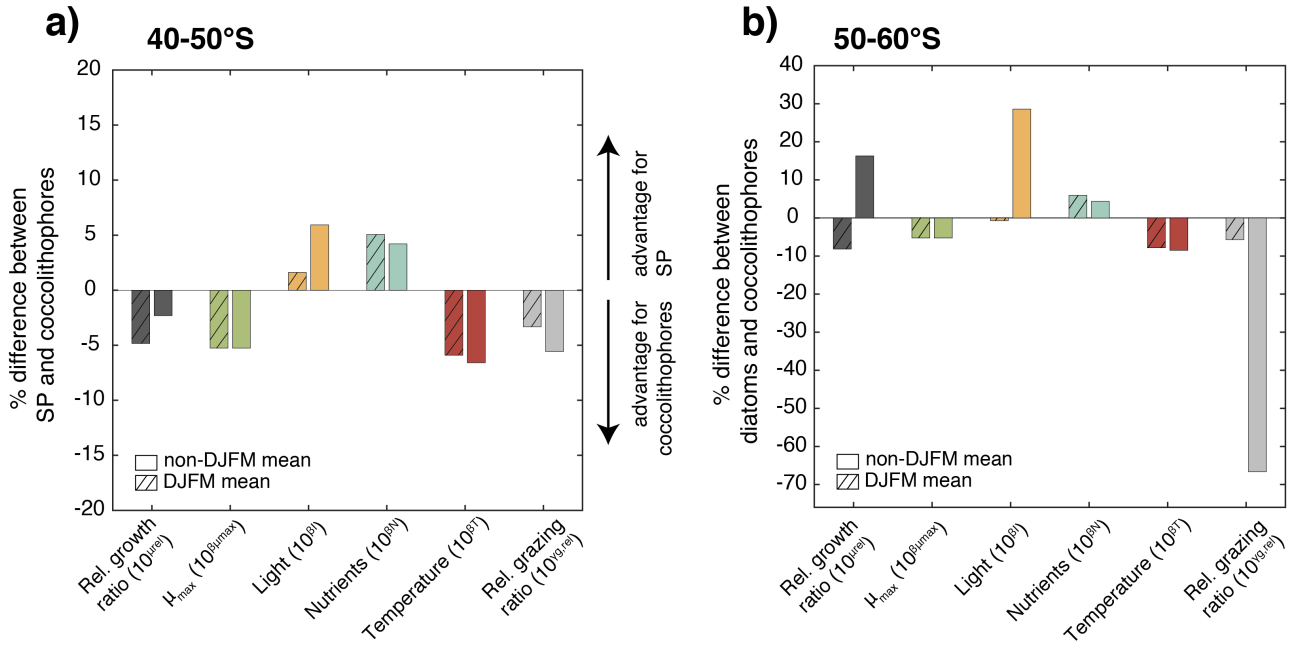 a)
40-50°S
% difference between
SP and coccolithophores
20
15
10
5
0
-5
-10
-15
-20
non-DJFM mean
DJFM mean
Rel. growth
ratio (10^μrel)
μmax (10^βμmax)
Light (10^βI)
Nutrients (10^βN)
Temperature (10^βT)
Rel. grazing
ratio (10^γg,rel)
advantage for
SP
advantage for
coccolithophores
b)
50-60°S
% difference between
diatoms and coccolithophores
40
30
20
10
0
-10
-20
-30
-40
-50
-60
-70
non-DJFM mean
DJFM mean
Rel. growth
ratio (10^μrel)
μmax (10^βμmax)
Light (10^βI)
Nutrients (10^βN)
Temperature (10^βT)
Rel. grazing
ratio (10^γg,rel)